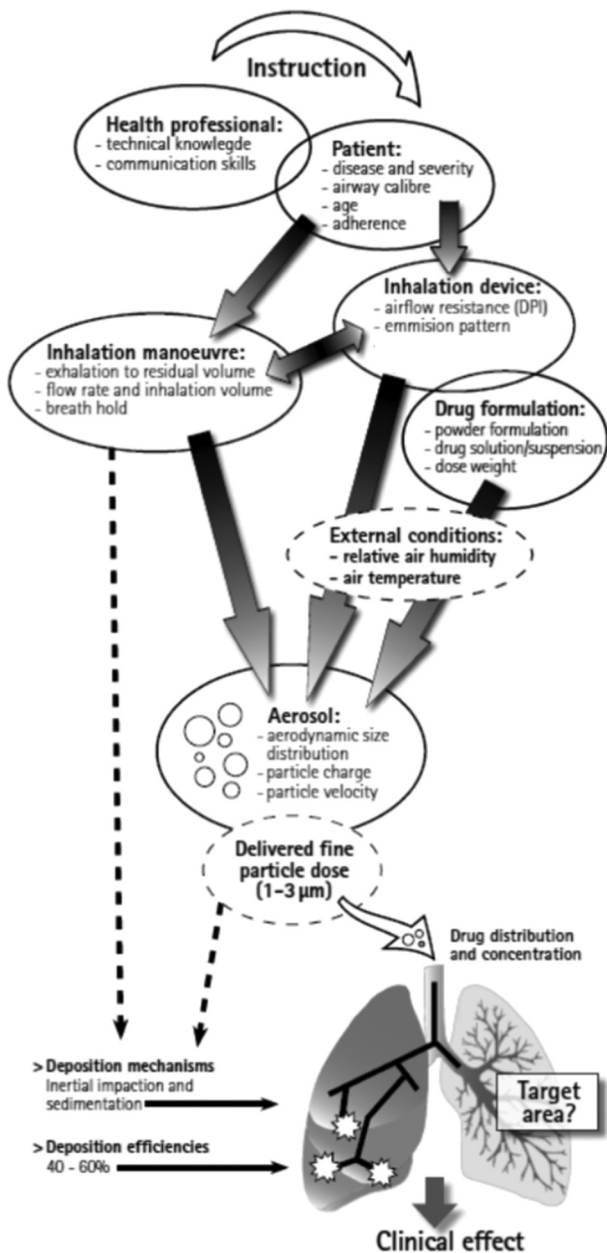 Instruction
Health professional:
- technical knowlegde
- communication skills
Patient:
- disease and severity
- airway calibre
- age
- adherence
Inhalation device:
- airflow resistance (DPI)
- emmision pattern
Inhalation manoeuvre:
- exhalation to residual volume
- flow rate and inhalation volume
- breath hold
Drug formulation:
- powder formulation
- drug solution/suspension
- dose weight
External conditions:
- relative air humidity
- air temperature
Aerosol:
- aerodynamic size
distribution
- particle charge
- particle velocity
Delivered fine
particle dose
(1-3 µm)
Drug distribution
and concentration
> Deposition mechanisms
Inertial impaction and
sedimentation
> Deposition efficiencies
40 - 60%
Target
area?
Clinical effect